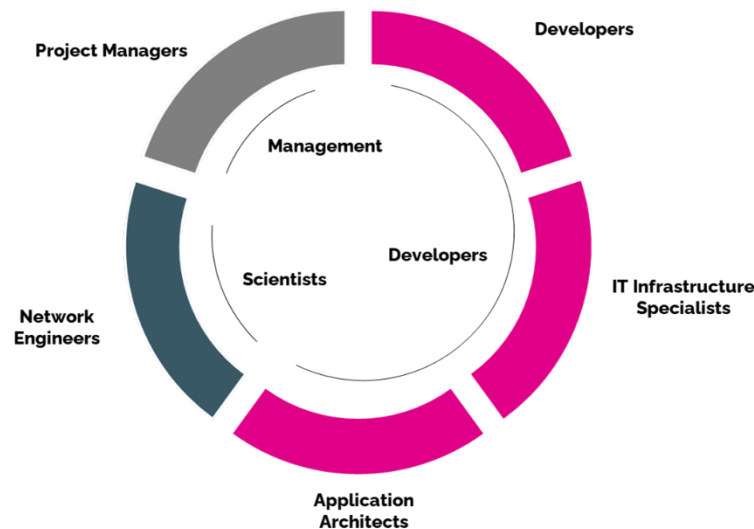 Developers
Project Managers
Management
Developers
Scientists
IT Infrastructure
Specialists
Network
Engineers
Application
Architects